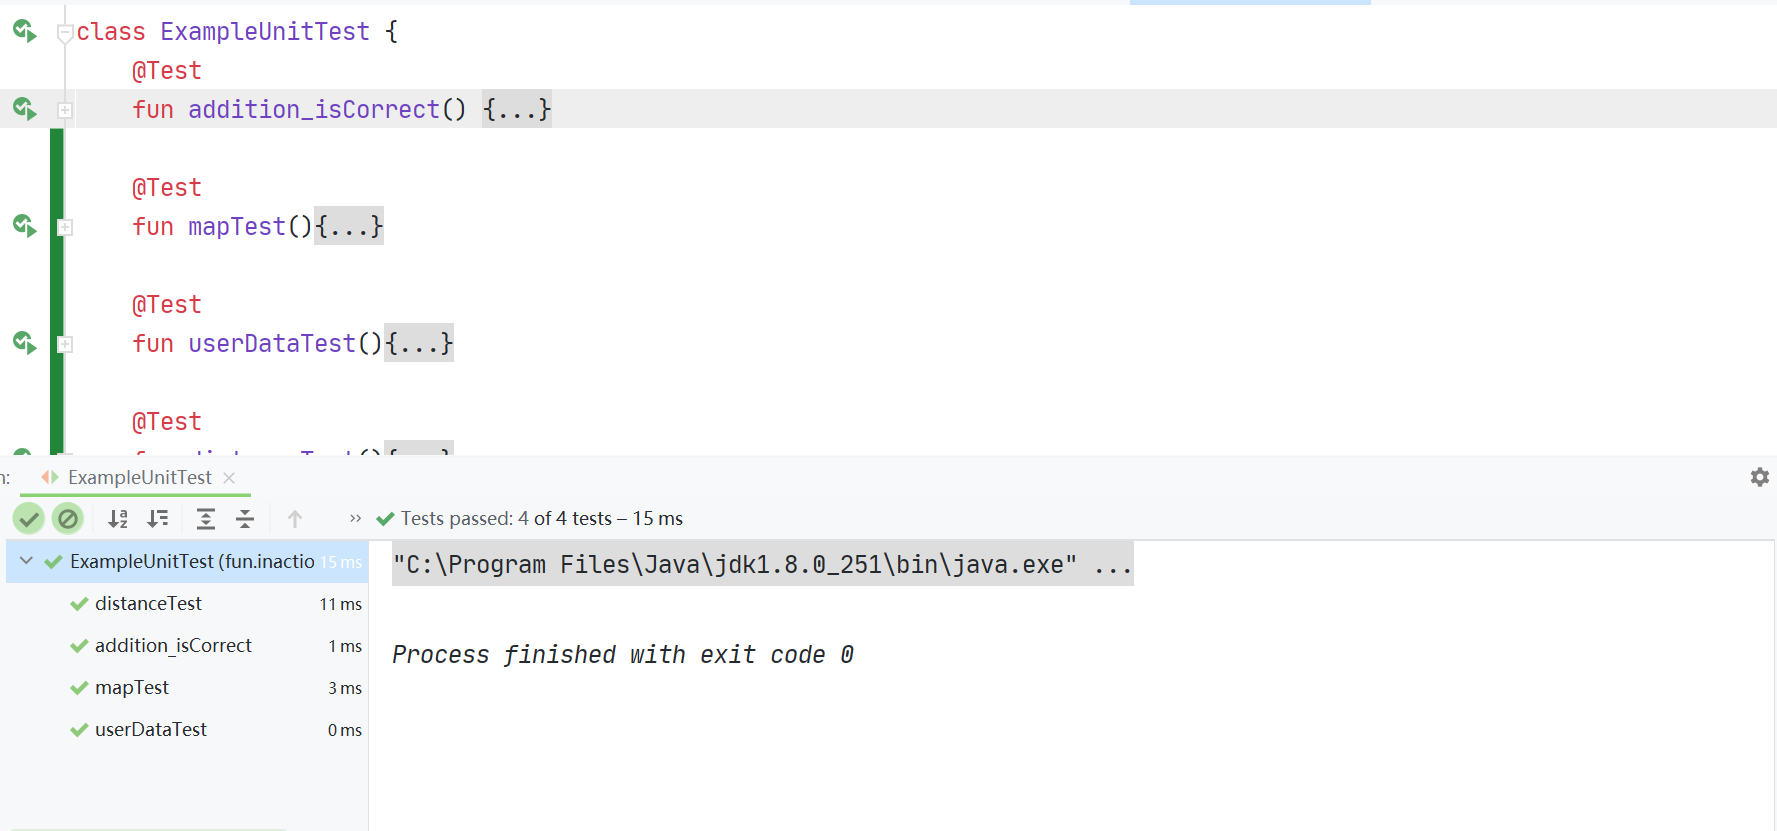 class ExampleUnitTest {
@Test
fun addition_isCorrect() {...}
@Test
fun mapTest(){...}
@Test
fun userDataTest(){...}
@Test
ExampleUnitTest
Tests passed: 4 of 4 tests – 15 ms
ExampleUnitTest (fun.inactio 15 ms
distanceTest 11 ms
addition_isCorrect 1 ms
mapTest 3 ms
userDataTest 0 ms
"C:\Program Files\Java\jdk1.8.0_251\bin\java.exe" ...
Process finished with exit code 0